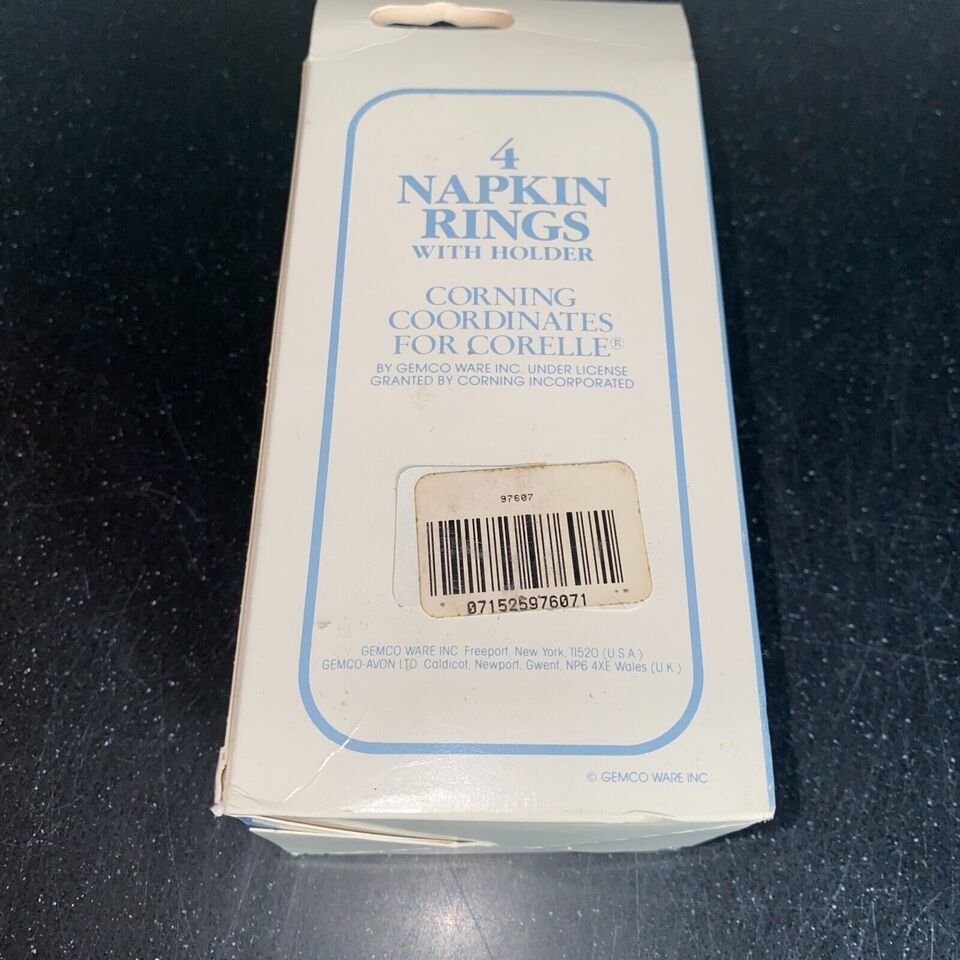 4
NAPKIN
RINGS
WITH HOLDER
CORNING
COORDINATES
FOR CORELLE®
BY GEMCO WARE INC. UNDER LICENSE
GRANTED BY CORNING INCORPORATED
97607
071525976071
GEMCO WARE INC Freeport, New York, 11520 (U.S.A.)
GEMCO-AVON LTD Caldicot, Newport, Gwent, NP6 4XE Wales (U.K.)
© GEMCO WARE INC